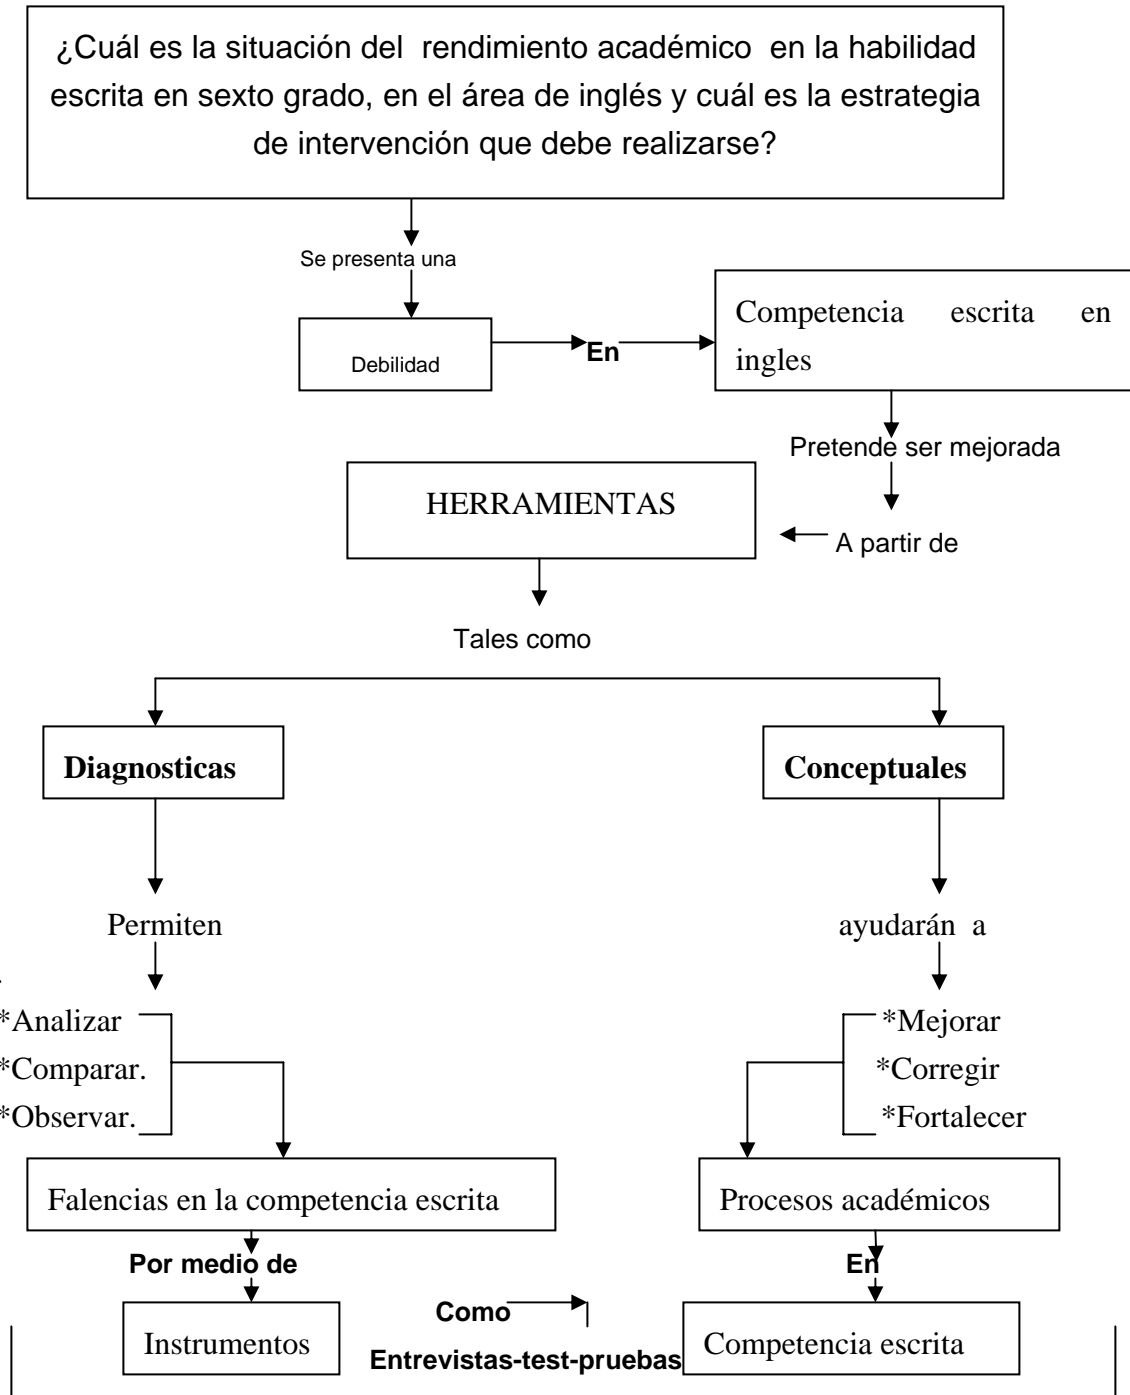 ¿Cuál es la situación del rendimiento académico en la habilidad
escrita en sexto grado, en el área de inglés y cuál es la estrategia
de intervención que debe realizarse?
Se presenta una
Debilidad
En
Competencia escrita en
ingles
Pretende ser mejorada
A partir de
HERRAMIENTAS
Tales como
Diagnosticas
Conceptuales
Permiten
ayudarán a
*Analizar
*Comparar.
*Observar.
*Mejorar
*Corregir
*Fortalecer
Falencias en la competencia escrita
Procesos académicos
Por medio de
En
Instrumentos
Como
Entrevistas-test-pruebas
Competencia escrita